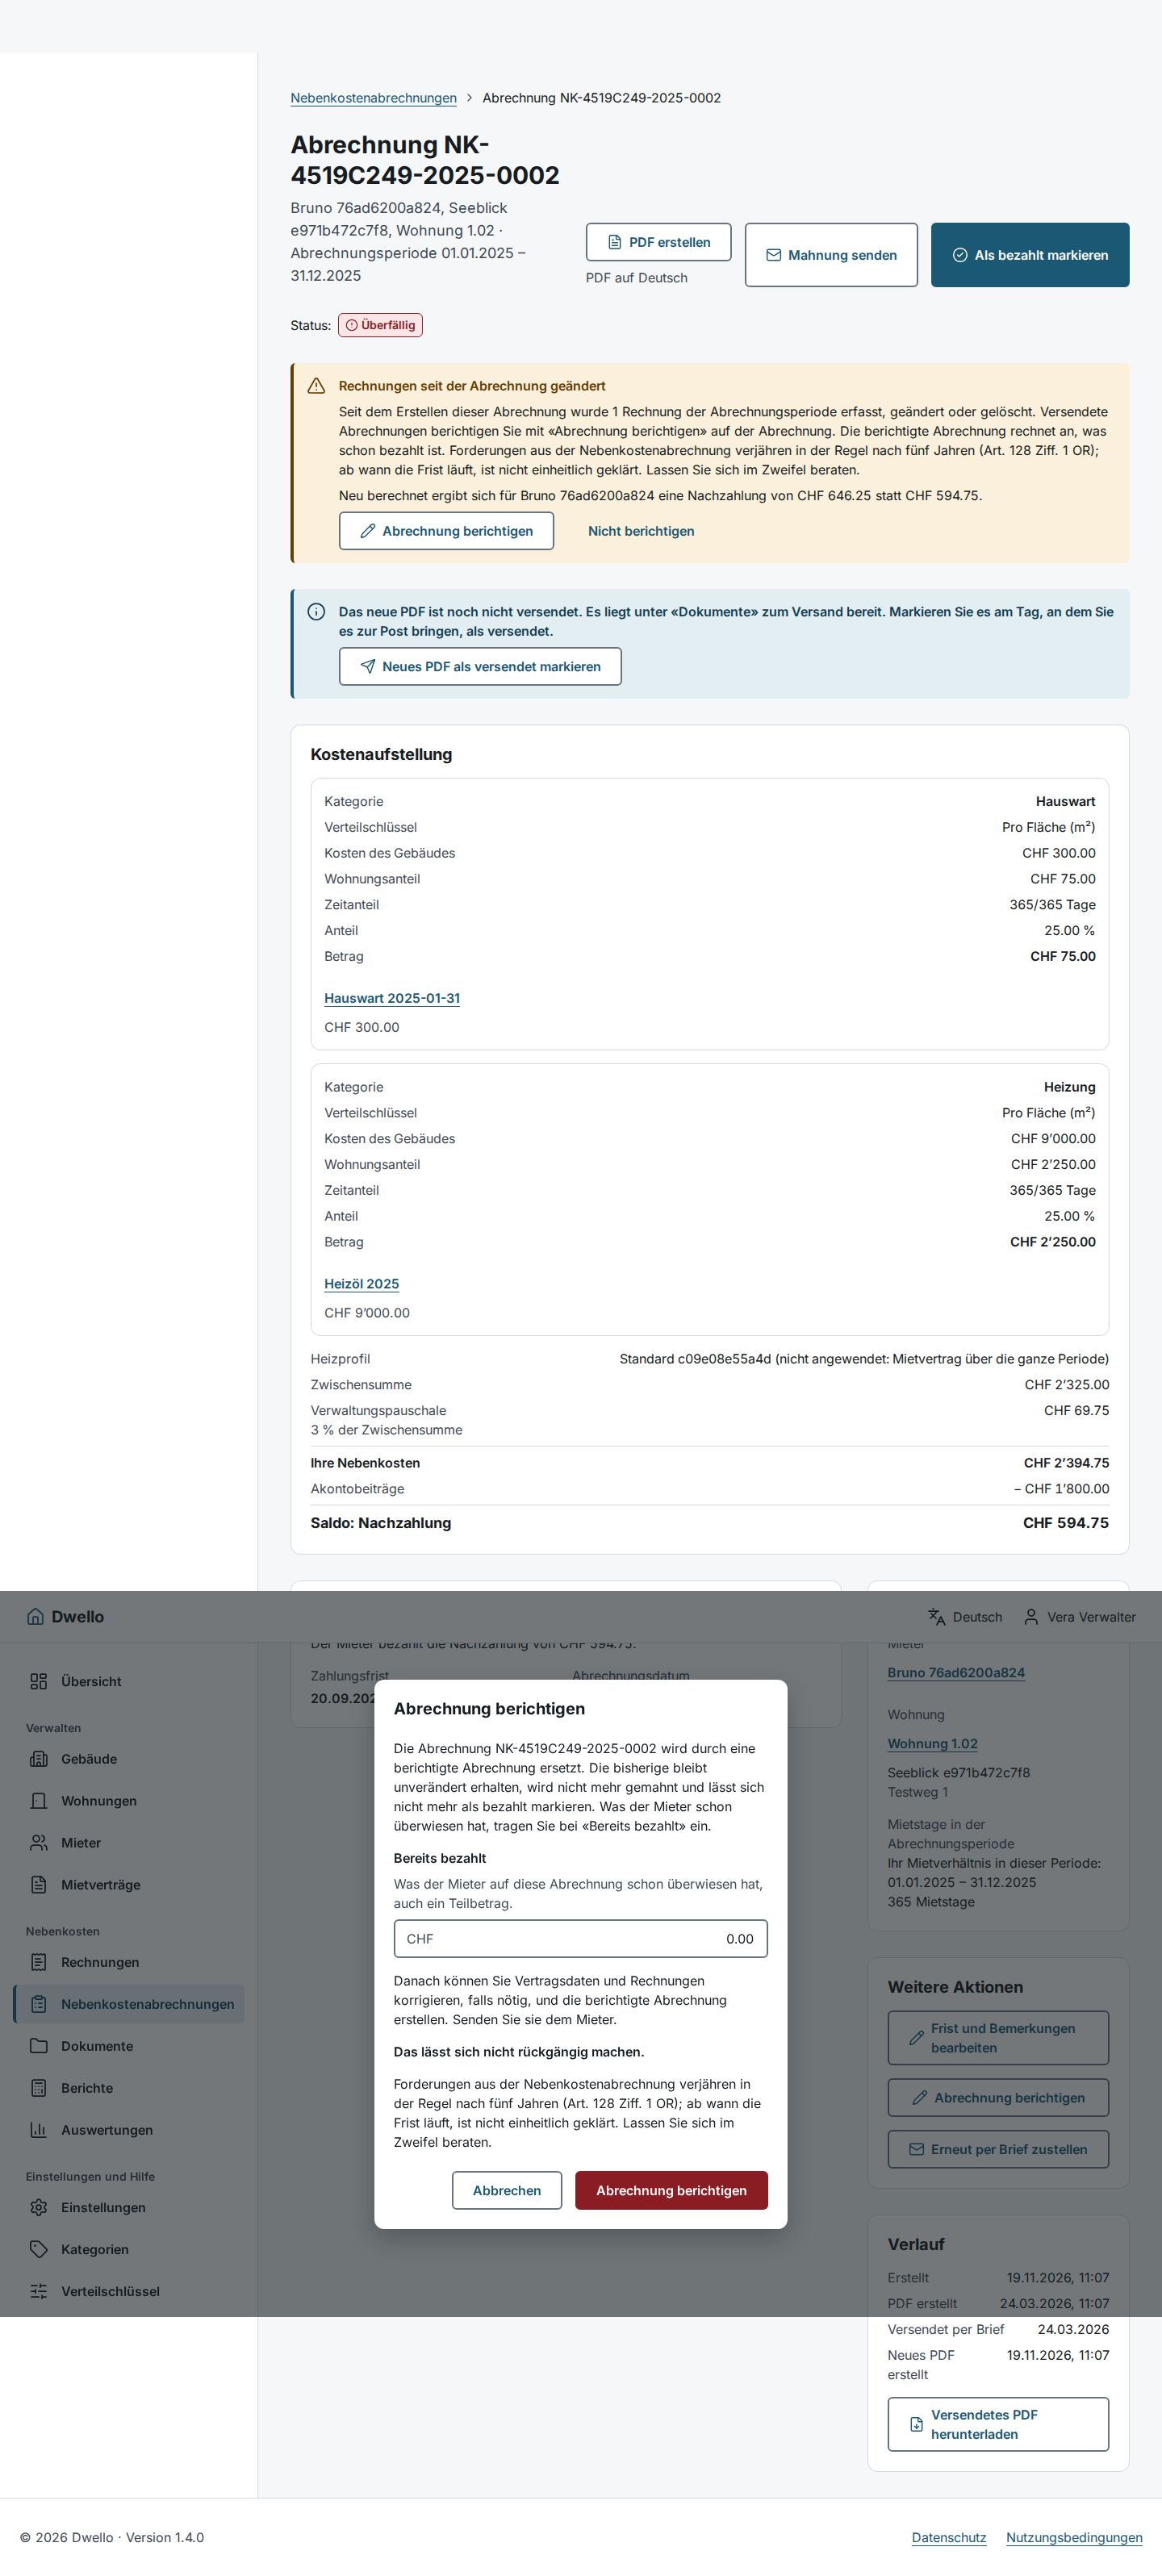 Nebenkostenabrechnungen > Abrechnung NK-4519C249-2025-0002
Abrechnung NK-
4519C249-2025-0002
Bruno 76ad6200a824, Seeblick
e971b472c7f8, Wohnung 1.02 ·
Abrechnungsperiode 01.01.2025 –
31.12.2025
PDF erstellen
PDF auf Deutsch
Mahnung senden
Als bezahlt markieren
Status: Überfällig
Rechnungen seit der Abrechnung geändert
Seit dem Erstellen dieser Abrechnung wurde 1 Rechnung der Abrechnungsperiode erfasst, geändert oder gelöscht. Versendete
Abrechnungen berichtigen Sie mit «Abrechnung berichtigen» auf der Abrechnung. Die berichtigte Abrechnung rechnet an, was
schon bezahlt ist. Forderungen aus der Nebenkostenabrechnung verjähren in der Regel nach fünf Jahren (Art. 128 Ziff. 1 OR);
ab wann die Frist läuft, ist nicht einheitlich geklärt. Lassen Sie sich im Zweifel beraten.
Neu berechnet ergibt sich für Bruno 76ad6200a824 eine Nachzahlung von CHF 646.25 statt CHF 594.75.
Abrechnung berichtigen
Nicht berichtigen
Das neue PDF ist noch nicht versendet. Es liegt unter «Dokumente» zum Versand bereit. Markieren Sie es am Tag, an dem Sie
es zur Post bringen, als versendet.
Neues PDF als versendet markieren
Kostenaufstellung
Kategorie Hauswart
Verteilschlüssel Pro Fläche (m²)
Kosten des Gebäudes CHF 300.00
Wohnungsanteil CHF 75.00
Zeitanteil 365/365 Tage
Anteil 25.00 %
Betrag CHF 75.00
Hauswart 2025-01-31
CHF 300.00
Kategorie Heizung
Verteilschlüssel Pro Fläche (m²)
Kosten des Gebäudes CHF 9’000.00
Wohnungsanteil CHF 2’250.00
Zeitanteil 365/365 Tage
Anteil 25.00 %
Betrag CHF 2’250.00
Heizöl 2025
CHF 9’000.00
Heizprofil Standard c09e08e55a4d (nicht angewendet: Mietvertrag über die ganze Periode)
Zwischensumme CHF 2’325.00
Verwaltungspauschale CHF 69.75
3 % der Zwischensumme
Ihre Nebenkosten CHF 2’394.75
Akontobeiträge – CHF 1’800.00
Saldo: Nachzahlung CHF 594.75
Dwello
Deutsch
Vera Verwalter
Übersicht
Verwalten
Gebäude
Wohnungen
Mieter
Mietverträge
Nebenkosten
Rechnungen
Nebenkostenabrechnungen
Dokumente
Berichte
Auswertungen
Einstellungen und Hilfe
Einstellungen
Kategorien
Verteilschlüssel
Der Mieter bezahlt die Nachzahlung von CHF 594.75.
Zahlungsfrist
Abrechnungsdatum
Abrechnung berichtigen
Die Abrechnung NK-4519C249-2025-0002 wird durch eine
berichtigte Abrechnung ersetzt. Die bisherige bleibt
unverändert erhalten, wird nicht mehr gemahnt und lässt sich
nicht mehr als bezahlt markieren. Was der Mieter schon
überwiesen hat, tragen Sie bei «Bereits bezahlt» ein.
Bereits bezahlt
Was der Mieter auf diese Abrechnung schon überwiesen hat,
auch ein Teilbetrag.
CHF 0.00
Danach können Sie Vertragsdaten und Rechnungen
korrigieren, falls nötig, und die berichtigte Abrechnung
erstellen. Senden Sie sie dem Mieter.
Das lässt sich nicht rückgängig machen.
Forderungen aus der Nebenkostenabrechnung verjähren in
der Regel nach fünf Jahren (Art. 128 Ziff. 1 OR); ab wann die
Frist läuft, ist nicht einheitlich geklärt. Lassen Sie sich im
Zweifel beraten.
Abbrechen
Abrechnung berichtigen
Mieter
Bruno 76ad6200a824
Wohnung
Wohnung 1.02
Seeblick e971b472c7f8
Testweg 1
Mietstage in der
Abrechnungsperiode
Ihr Mietverhältnis in dieser Periode:
01.01.2025 – 31.12.2025
365 Mietstage
Weitere Aktionen
Frist und Bemerkungen
bearbeiten
Abrechnung berichtigen
Erneut per Brief zustellen
Verlauf
Erstellt 19.11.2026, 11:07
PDF erstellt 24.03.2026, 11:07
Versendet per Brief 24.03.2026
Neues PDF 19.11.2026, 11:07
erstellt
Versendetes PDF
herunterladen
© 2026 Dwello · Version 1.4.0
Datenschutz
Nutzungsbedingungen